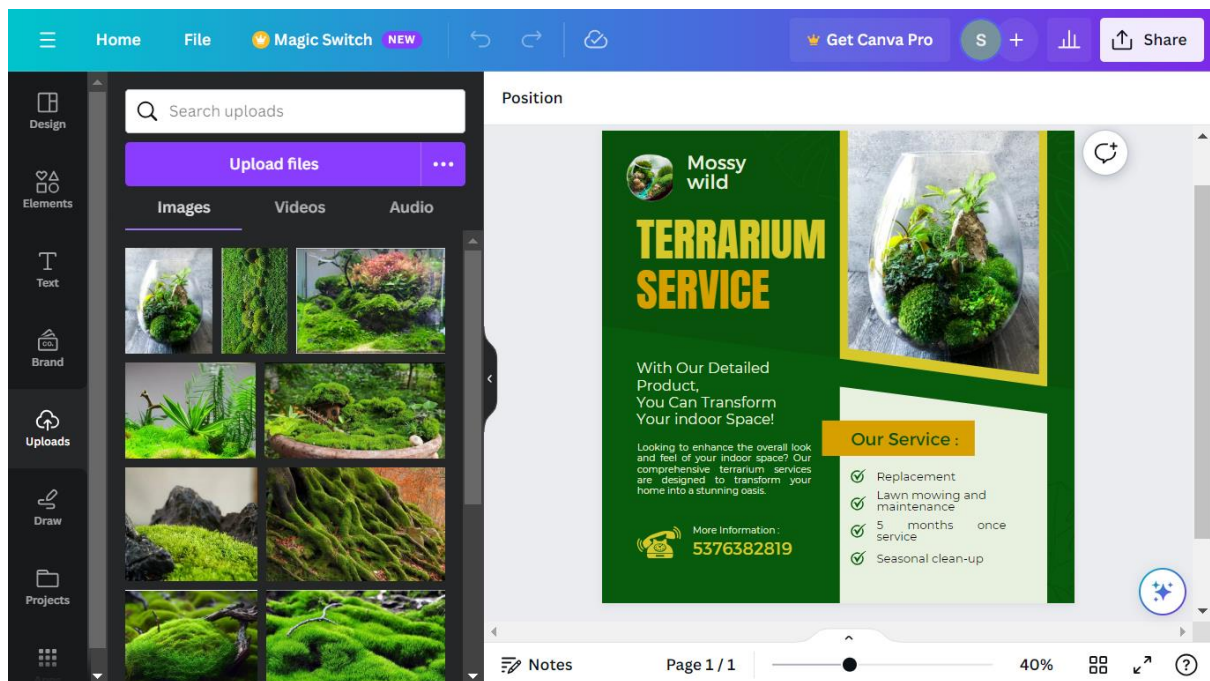 Home File Magic Switch NEW Get Canva Pro S + Share
Design
Elements
Text
CO.
Brand
Uploads
Draw
Projects
Search uploads
Upload files
Images Videos Audio
Position
Mossy
wild
TERRARIUM
SERVICE
With Our Detailed
Product,
You Can Transform
Your indoor Space!
Looking to enhance the overall look
and feel of your indoor space? Our
comprehensive terrarium services
are designed to transform your
home into a stunning oasis.
More Information :
5376382819
Our Service :
Replacement
Lawn mowing and
maintenance
5 months once
service
Seasonal clean-up
Notes Page 1 / 1 40% ?